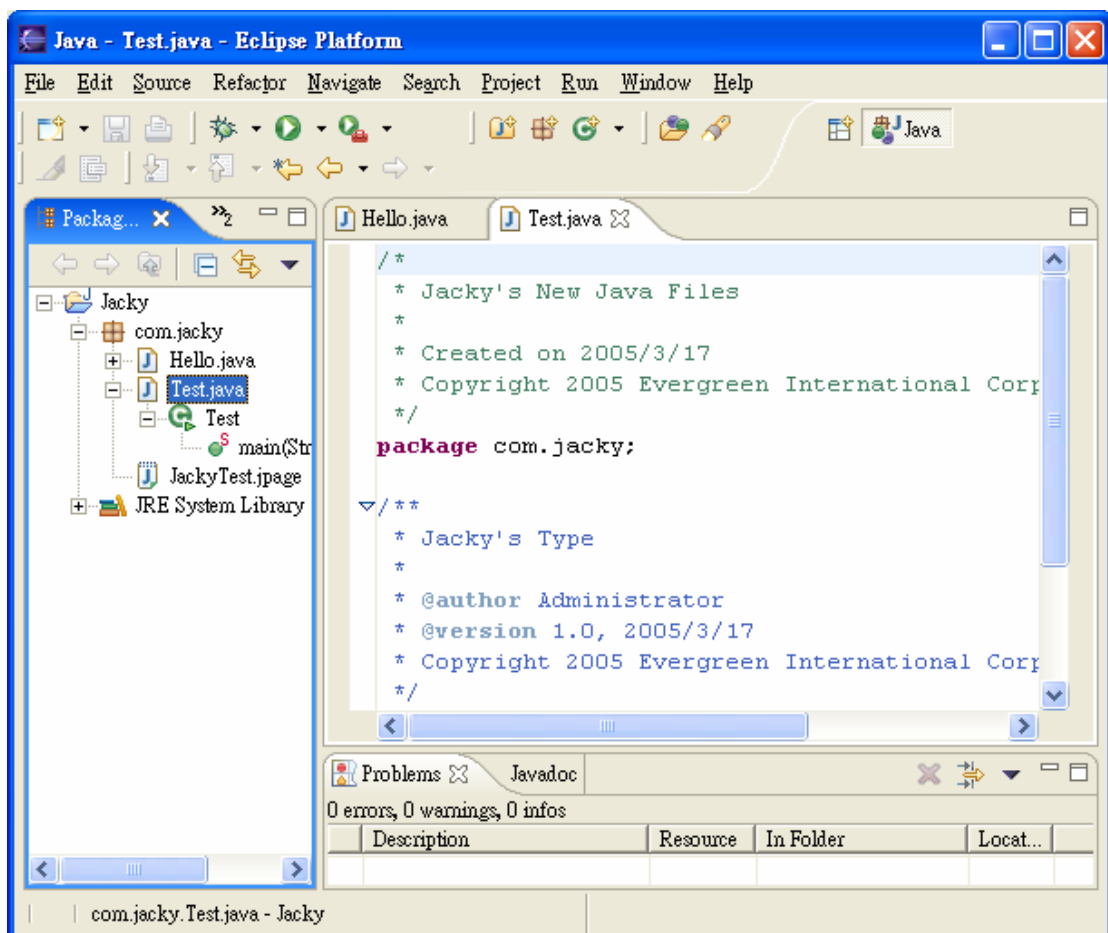 Java - Test.java - Eclipse Platform
File Edit Source Refactor Navigate Search Project Run Window Help
Java
Packag... 2
Hello.java Test.java
Jacky
com.jacky
Hello.java
Test.java
Test
main(Str
JackyTest.jpage
JRE System Library
/*
* Jacky's New Java Files
*
* Created on 2005/3/17
* Copyright 2005 Evergreen International Corp
*/
package com.jacky;
/**
* Jacky's Type
*
* @author Administrator
* @version 1.0, 2005/3/17
* Copyright 2005 Evergreen International Corp
*/
Problems Javadoc
0 errors, 0 warnings, 0 infos
Description Resource In Folder Locat...
com.jacky.Test.java - Jacky